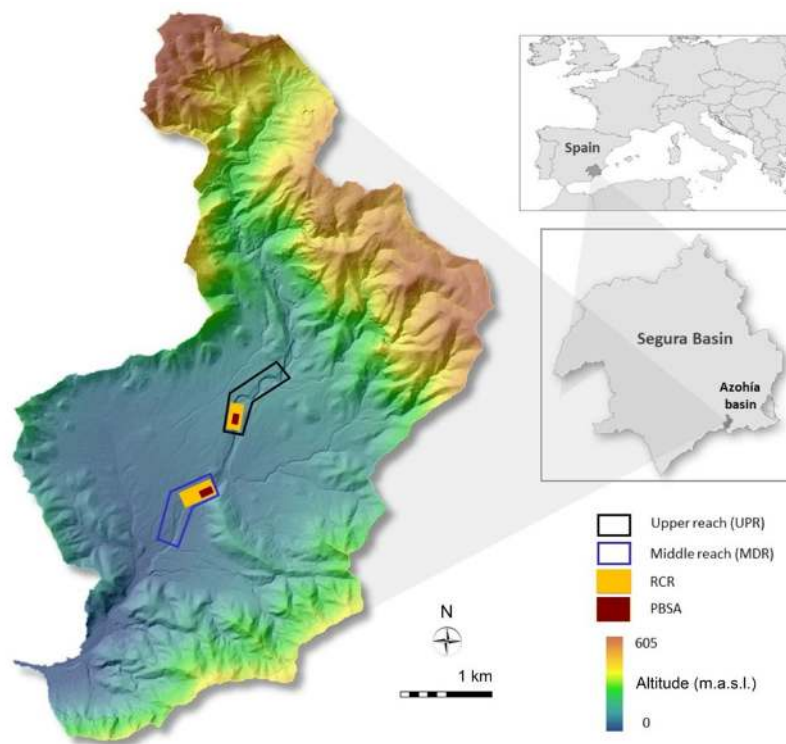 Spain
Segura Basin
Azohía
basin
Upper reach (UPR)
Middle reach (MDR)
RCR
PBSA
N
1 km
605
Altitude (m.a.s.l.)
0